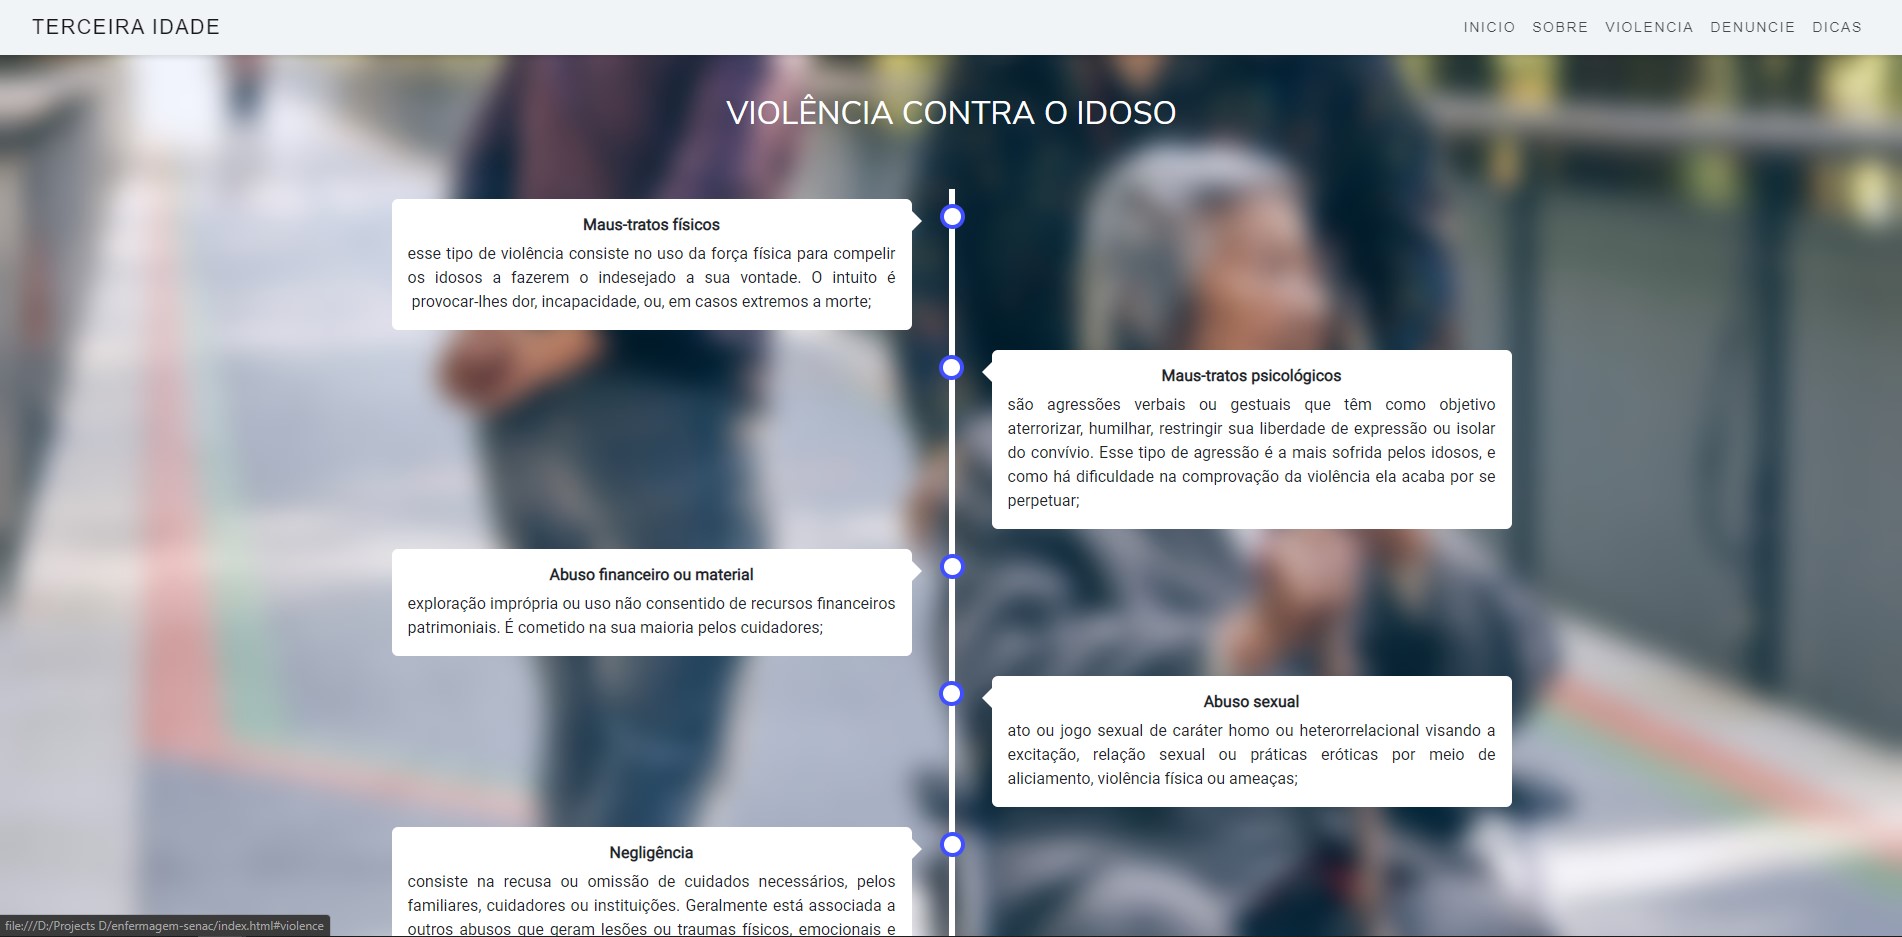 TERCEIRA IDADE
INICIO SOBRE VIOLENCIA DENUNCIE DICAS
VIOLÊNCIA CONTRA O IDOSO
Maus-tratos físicos
esse tipo de violência consiste no uso da força física para compelir
os idosos a fazerem o indesejado a sua vontade. O intuito é
provocar-lhes dor, incapacidade, ou, em casos extremos a morte;
Maus-tratos psicológicos
são agressões verbais ou gestuais que têm como objetivo
aterrorizar, humilhar, restringir sua liberdade de expressão ou isolar
do convívio. Esse tipo de agressão é a mais sofrida pelos idosos, e
como há dificuldade na comprovação da violência ela acaba por se
perpetuar;
Abuso financeiro ou material
exploração imprópria ou uso não consentido de recursos financeiros
patrimoniais. É cometido na sua maioria pelos cuidadores;
Abuso sexual
ato ou jogo sexual de caráter homo ou heterorrelacional visando a
excitação, relação sexual ou práticas eróticas por meio de
aliciamento, violência física ou ameaças;
Negligência
consiste na recusa ou omissão de cuidados necessários, pelos
familiares, cuidadores ou instituições. Geralmente está associada a
outros abusos que geram lesões ou traumas físicos, emocionais e
file:///D:/Projects D/enfermagem-senac/index.html#violence